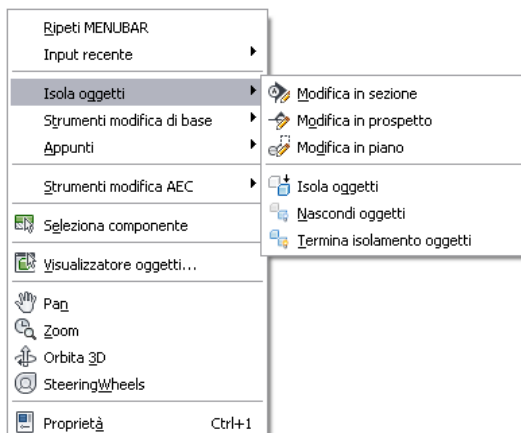 Ripeti MENUBAR
Input recente
Isola oggetti
Strumenti modifica di base
Appunti
Strumenti modifica AEC
Seleziona componente
Visualizzatore oggetti...
Pan
Zoom
Orbita 3D
SteeringWheels
Proprietà Ctrl+1
Modifica in sezione
Modifica in prospetto
Modifica in piano
Isola oggetti
Nascondi oggetti
Termina isolamento oggetti